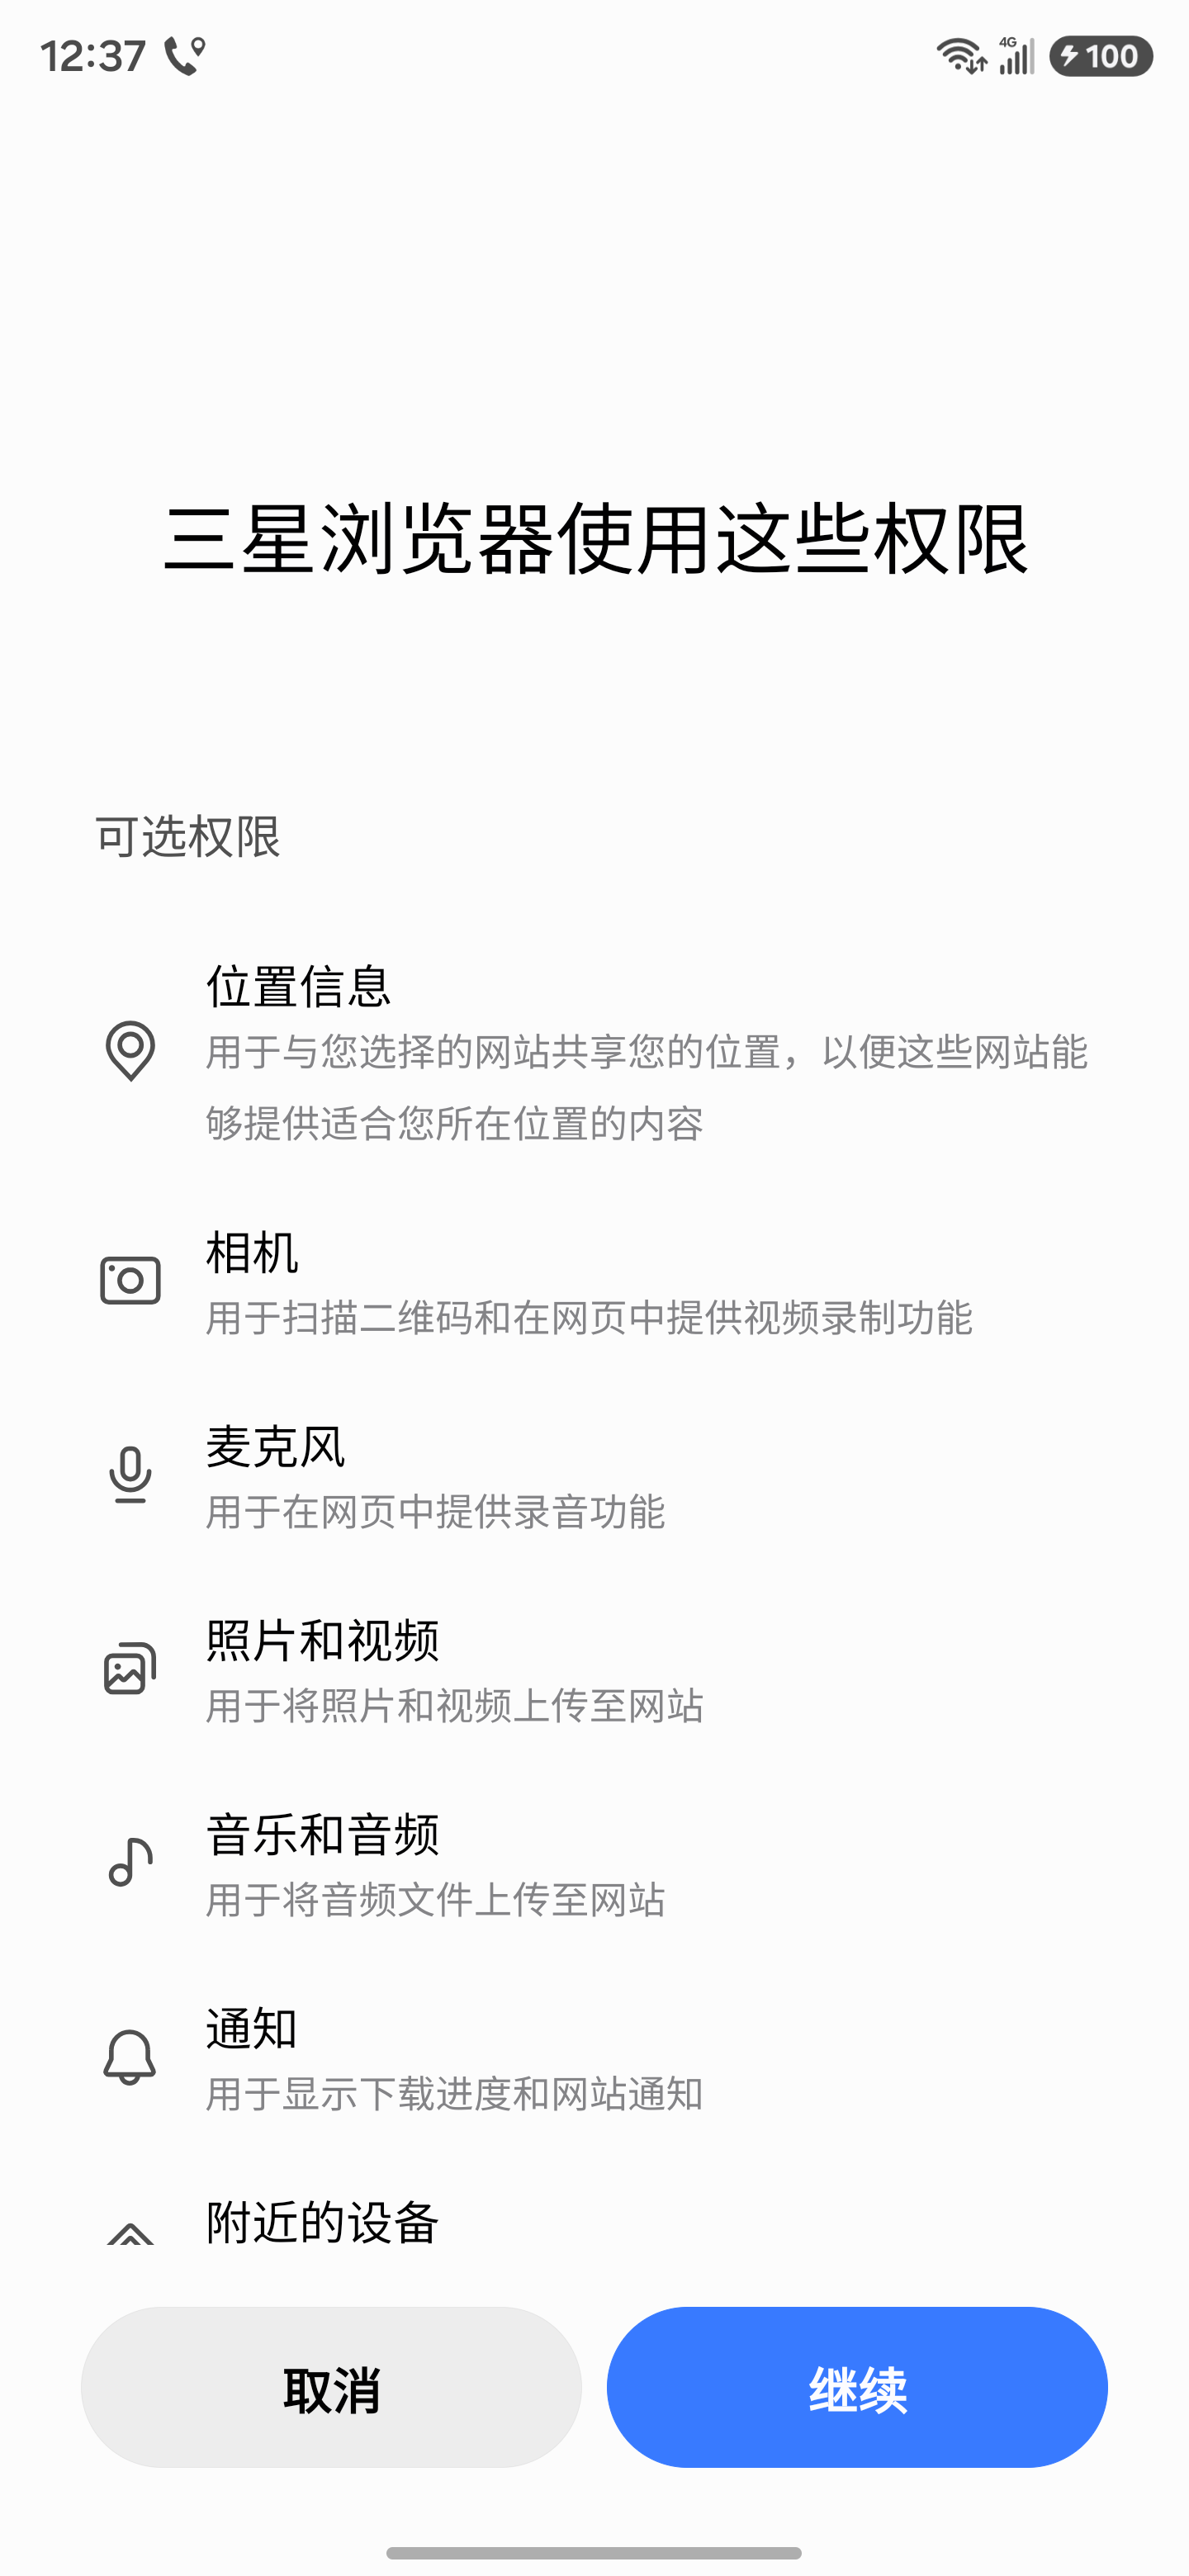 12:37
4G
100
三星浏览器使用这些权限
可选权限
位置信息
用于与您选择的网站共享您的位置，以便这些网站能
够提供适合您所在位置的内容
相机
用于扫描二维码和在网页中提供视频录制功能
麦克风
用于在网页中提供录音功能
照片和视频
用于将照片和视频上传至网站
音乐和音频
用于将音频文件上传至网站
通知
用于显示下载进度和网站通知
附近的设备
取消
继续